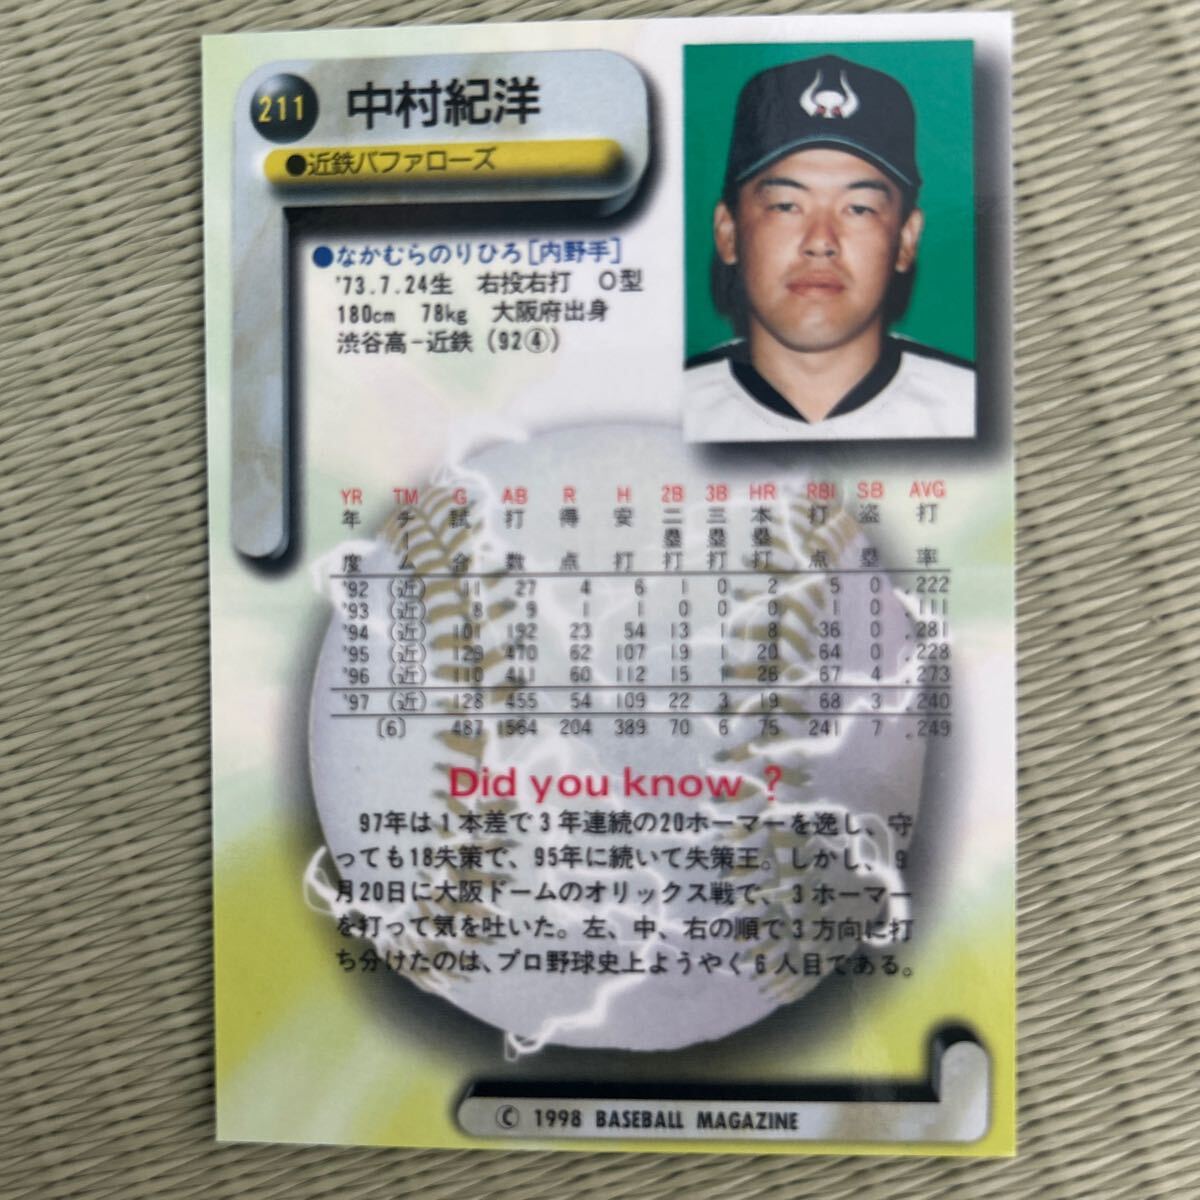 211
中村紀洋
●近鉄バファローズ
●なかむらのりひろ[内野手]
'73.7.24生 右投右打 O型
180cm 78kg 大阪府出身
渋谷高-近鉄 (92④)
YR TM G AB R H 2B 3B HR RBI SB AVG
年度 チーム 試合 打数 得点 安打 二塁打 三塁打 本塁打 打点 盗塁 打率
'92 (近) 11 27 4 6 1 0 2 5 0 .222
'93 (近) 8 9 1 1 0 0 0 1 0 .111
'94 (近) 101 192 23 54 13 1 8 36 0 .281
'95 (近) 129 470 62 107 19 1 20 64 0 .228
'96 (近) 110 411 60 112 15 1 26 67 4 .273
'97 (近) 128 455 54 109 22 3 19 68 3 .240
(6) 487 1564 204 389 70 6 75 241 7 .249
Did you know ?
97年は1本差で3年連続の20ホーマーを逸し、守
っても18失策で、95年に続いて失策王。しかし、9
月20日に大阪ドームのオリックス戦で、3ホーマー
を打って気を吐いた。左、中、右の順で3方向に打
ち分けたのは、プロ野球史上ようやく6人目である。
© 1998 BASEBALL MAGAZINE